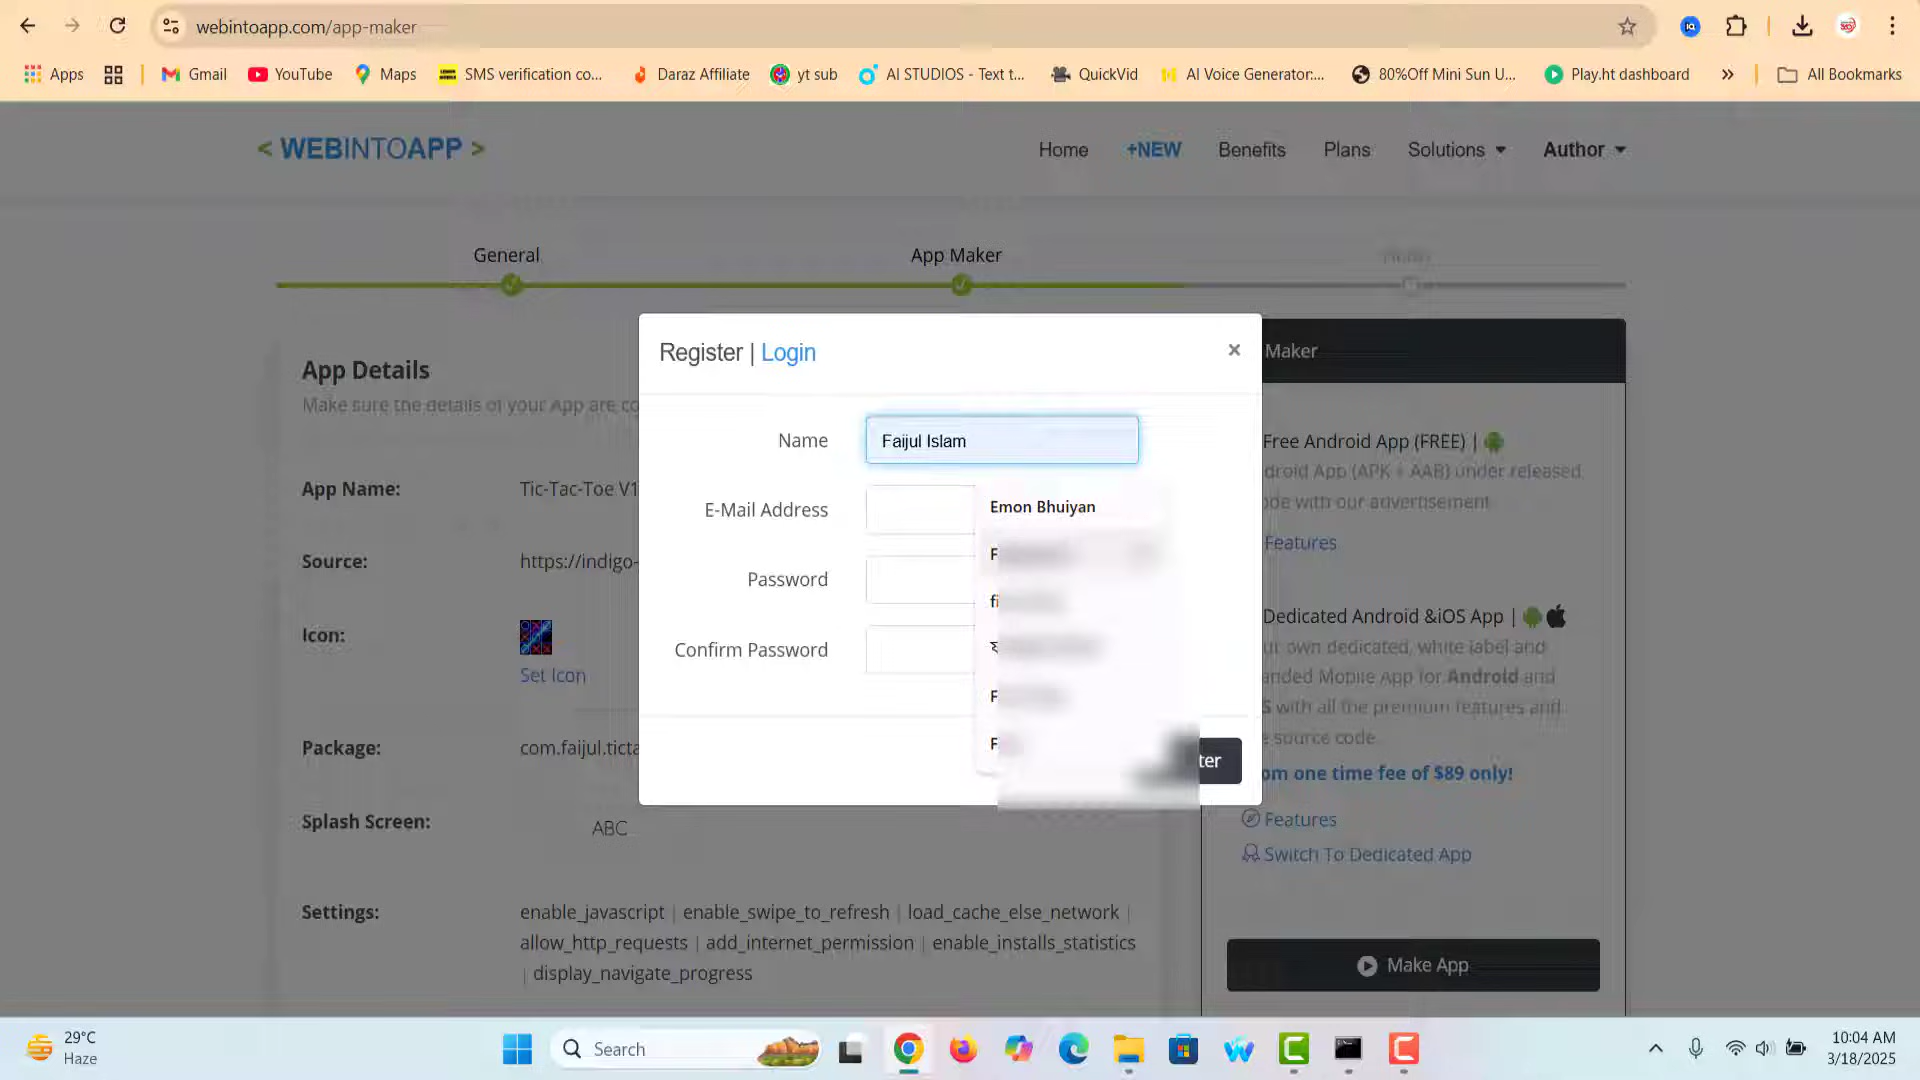 webintoapp.com/app-maker
Apps
Gmail
YouTube
Maps
SMS verification co...
Daraz Affiliate
yt sub
AI STUDIOS - Text t...
QuickVid
AI Voice Generator:...
80%Off Mini Sun U...
Play.ht dashboard
»
All Bookmarks
< WEBINTOAPP >
Home
+NEW
Benefits
Plans
Solutions
Author
General
App Maker
Register | Login
×
Maker
App Details
Make sure the details of your App are co
Name
Faijul Islam
Free Android App (FREE) |
droid App (APK + AAB) under released
ode with our advertisement
Features
App Name:
Tic-Tac-Toe V1
E-Mail Address
Emon Bhuiyan
Source:
https://indigo-
Password
Dedicated Android &iOS App |
ur own dedicated, white label and
anded Mobile App for Android and
S with all the premium features and
e source code.
om one time fee of $89 only!
Icon:
Set Icon
Confirm Password
Package:
com.faijul.ticta
ter
Splash Screen:
ABC
Features
Switch To Dedicated App
Settings:
enable_javascript | enable_swipe_to_refresh | load_cache_else_network |
allow_http_requests | add_internet_permission | enable_installs_statistics
| display_navigate_progress
Make App
29°C
Haze
Search
10:04 AM
3/18/2025